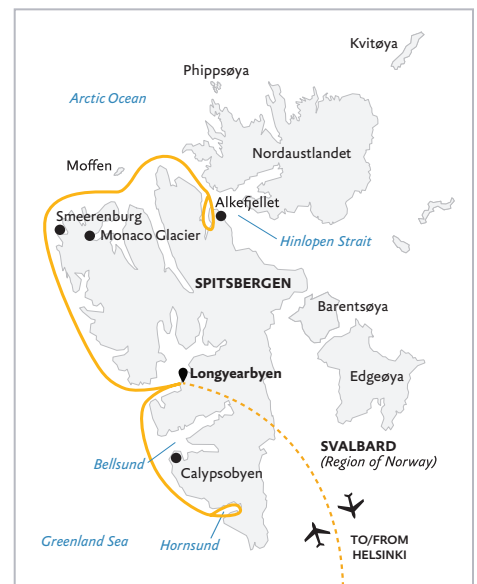 Kvitøya
Phippsøya
Arctic Ocean
Nordaustlandet
Moffen
Alkefjellet
Smeerenburg
Monaco Glacier
Hinlopen Strait
SPITSBERGEN
Barentsøya
Longyearbyen
Edgeøya
SVALBARD
(Region of Norway)
Bellsund
Calypsobyen
Greenland Sea
Hornsund
TO/FROM
HELSINKI